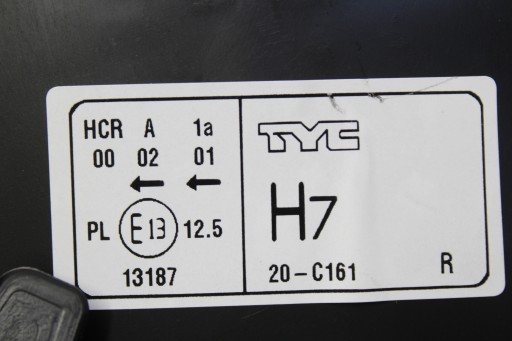 HCR A 1a
00 02 01
← ←
PL E13 12.5
13187
TYC
H7
20-C161 R